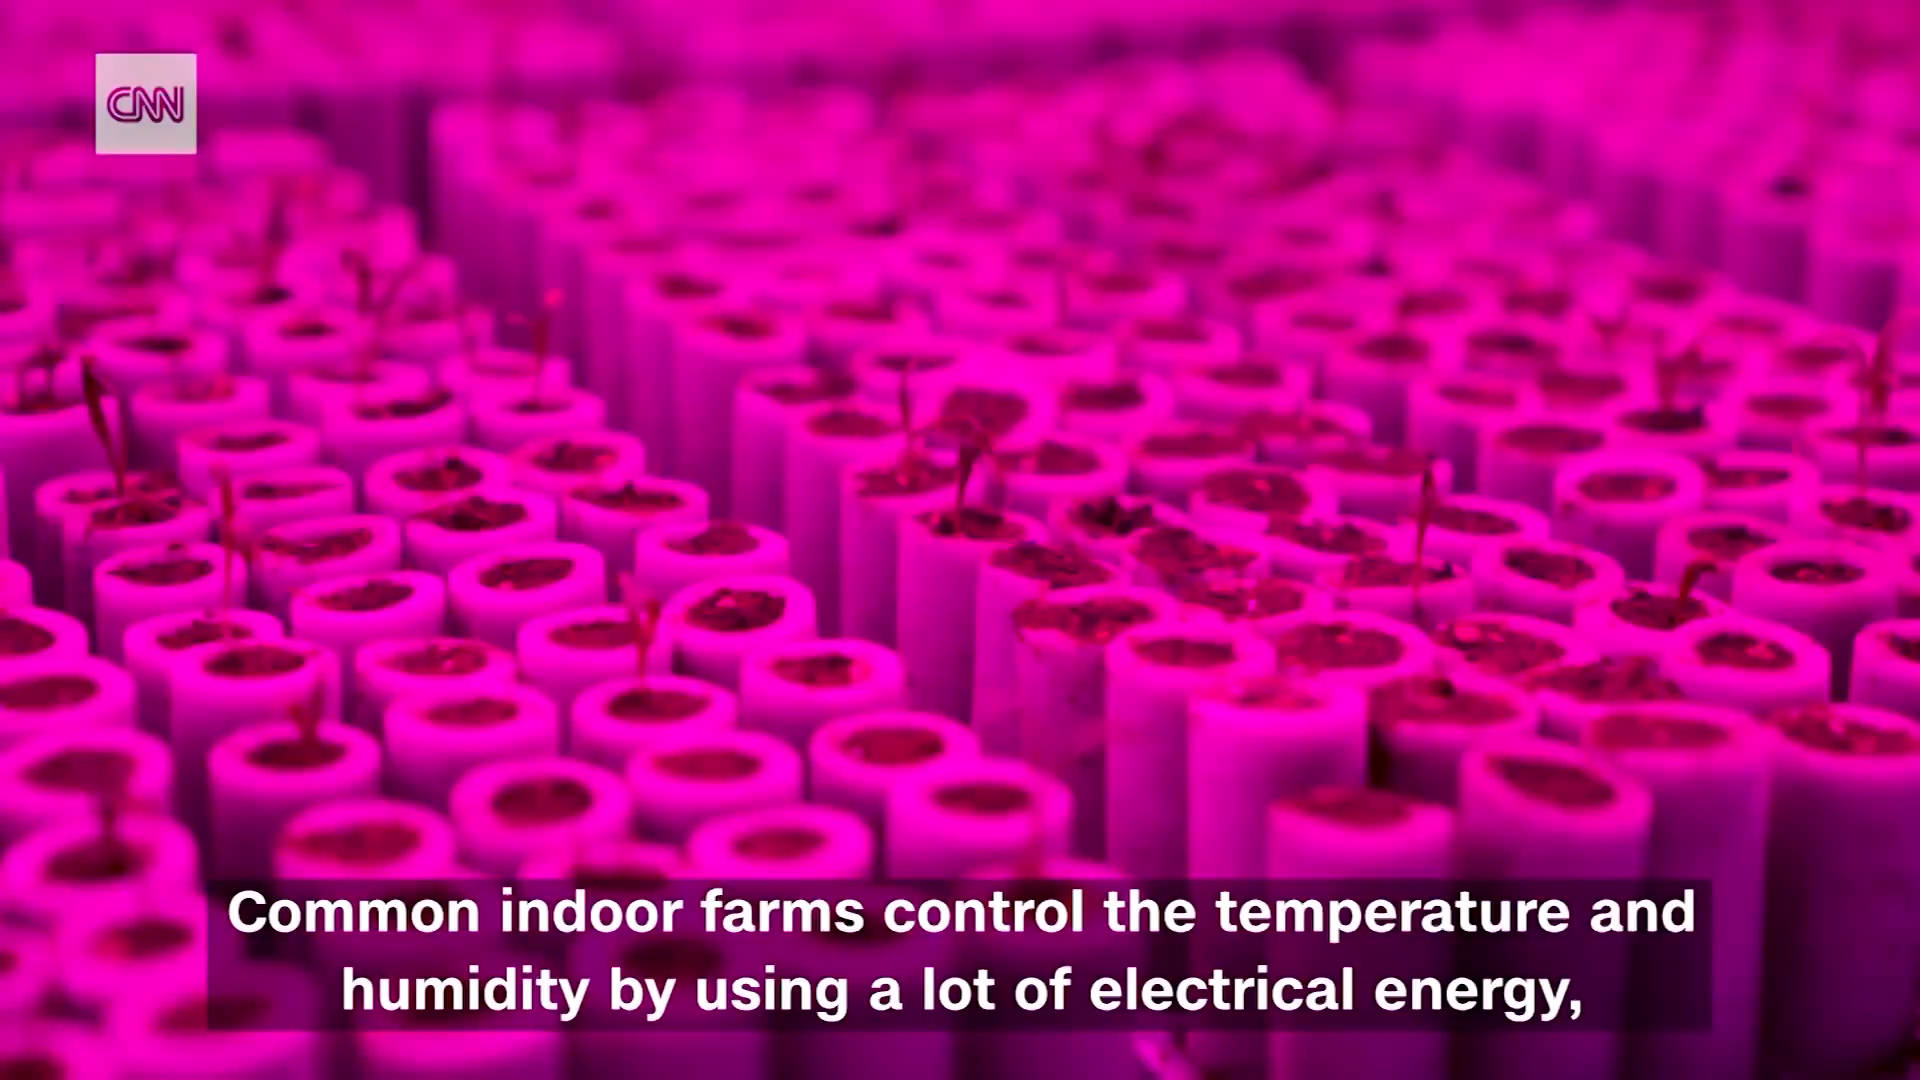 CNN
Common indoor farms control the temperature and
humidity by using a lot of electrical energy,